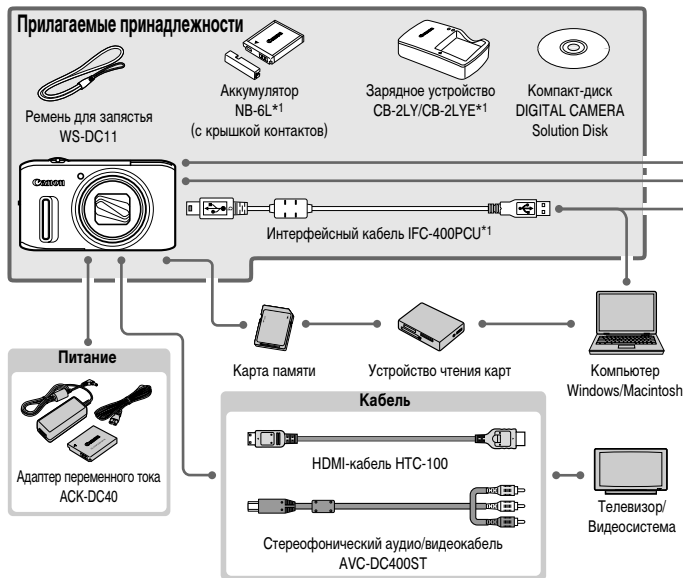 Прилагаемые принадлежности
Ремень для запястья
WS-DC11
Аккумулятор
NB-6L*1
(с крышкой контактов)
Зарядное устройство
CB-2LY/CB-2LYE*1
Компакт-диск
DIGITAL CAMERA
Solution Disk
Canon
Интерфейсный кабель IFC-400PCU*1
Карта памяти
Устройство чтения карт
Компьютер
Windows/Macintosh
Питание
Адаптер переменного тока
ACK-DC40
Кабель
HDMI-кабель HTC-100
Стереофонический аудио/видеокабель
AVC-DC400ST
Телевизор/
Видеосистема